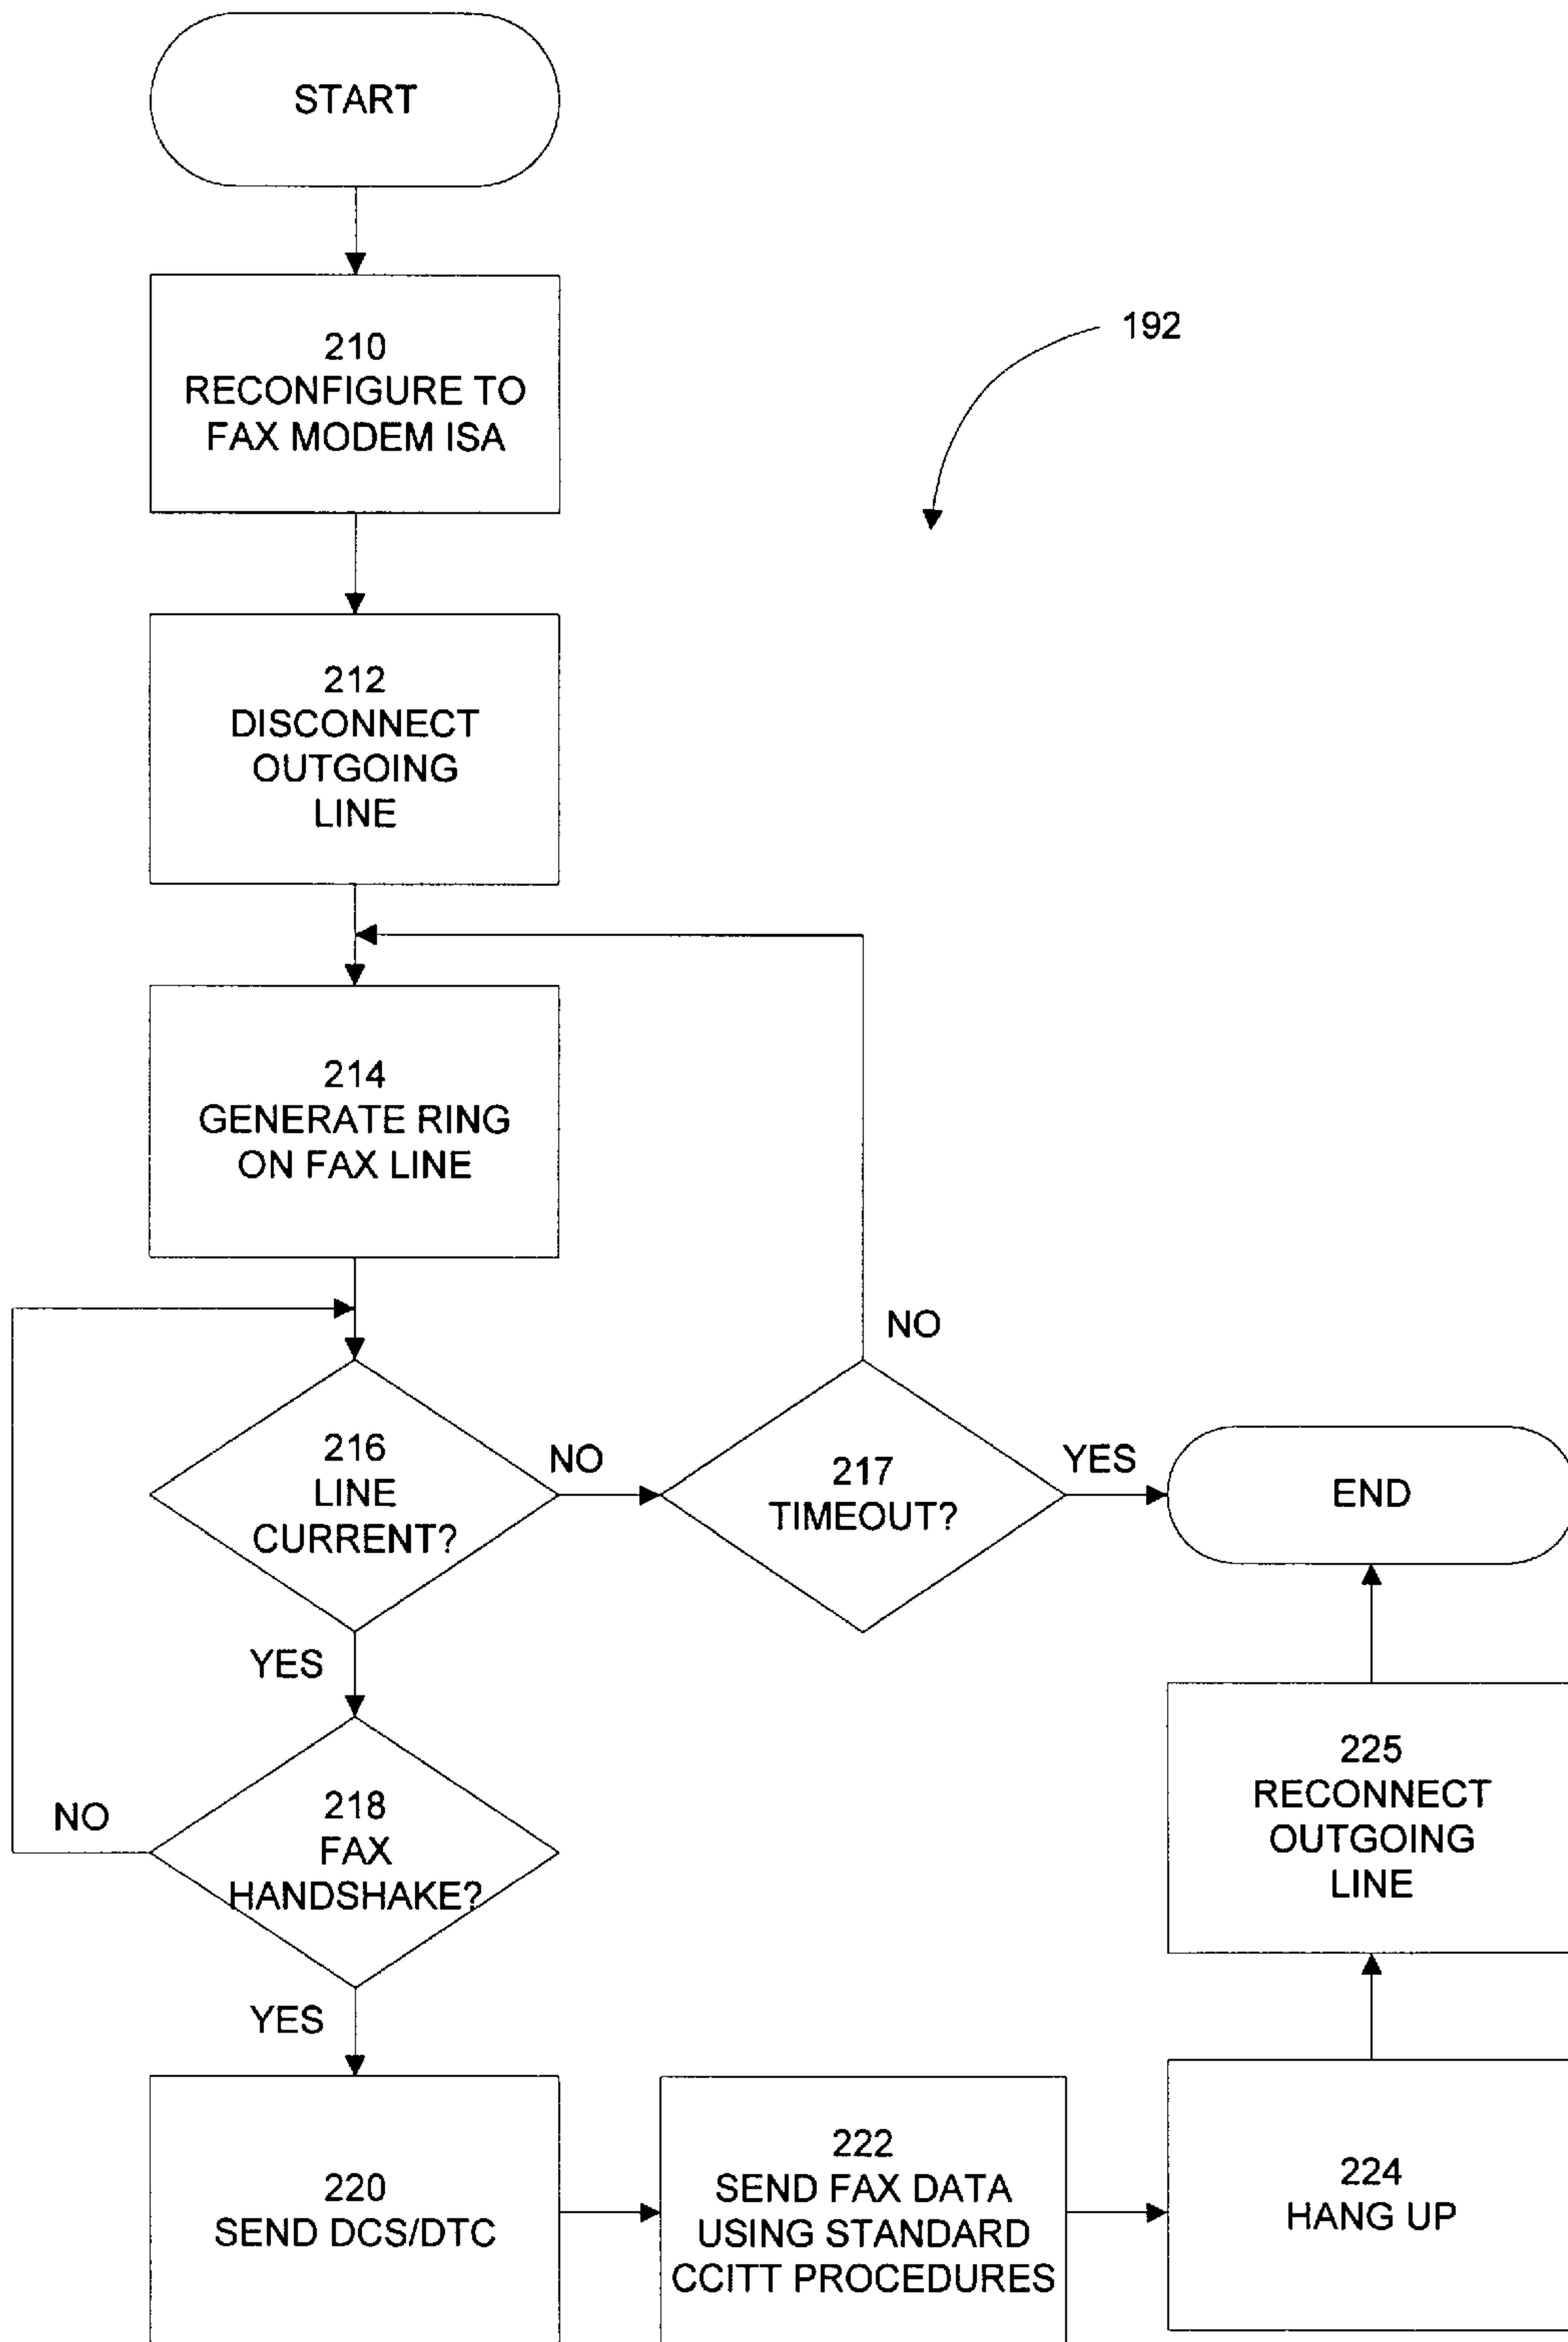 START
210
RECONFIGURE TO
FAX MODEM ISA
192
212
DISCONNECT
OUTGOING
LINE
214
GENERATE RING
ON FAX LINE
NO
216
LINE
CURRENT?
NO
217
TIMEOUT?
YES
END
YES
218
FAX
HANDSHAKE?
NO
225
RECONNECT
OUTGOING
LINE
YES
220
SEND DCS/DTC
222
SEND FAX DATA
USING STANDARD
CCITT PROCEDURES
224
HANG UP